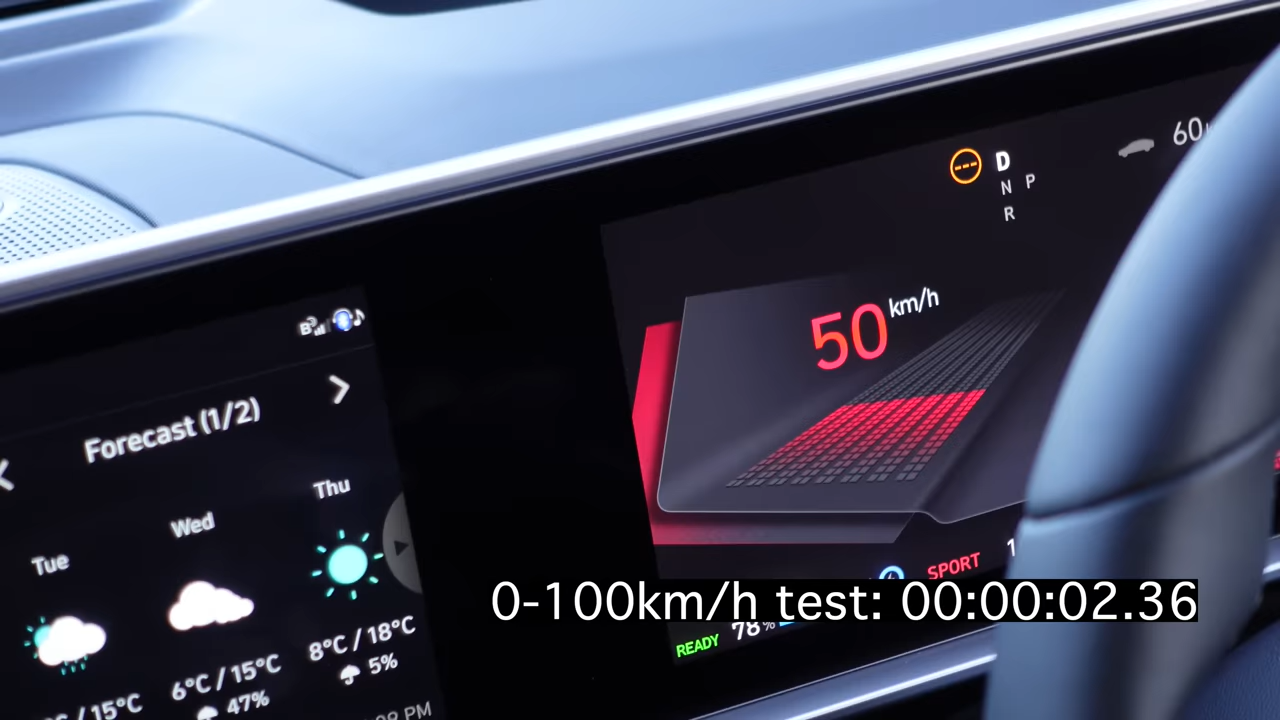 60
D
N P
R
50 km/h
B
Forecast (1/2)
Thu
Wed
Tue
SPORT
0-100km/h test: 00:00:02.36
78%
READY
8°C / 18°C
5%
6°C / 15°C
47%
/ 15°C
PM